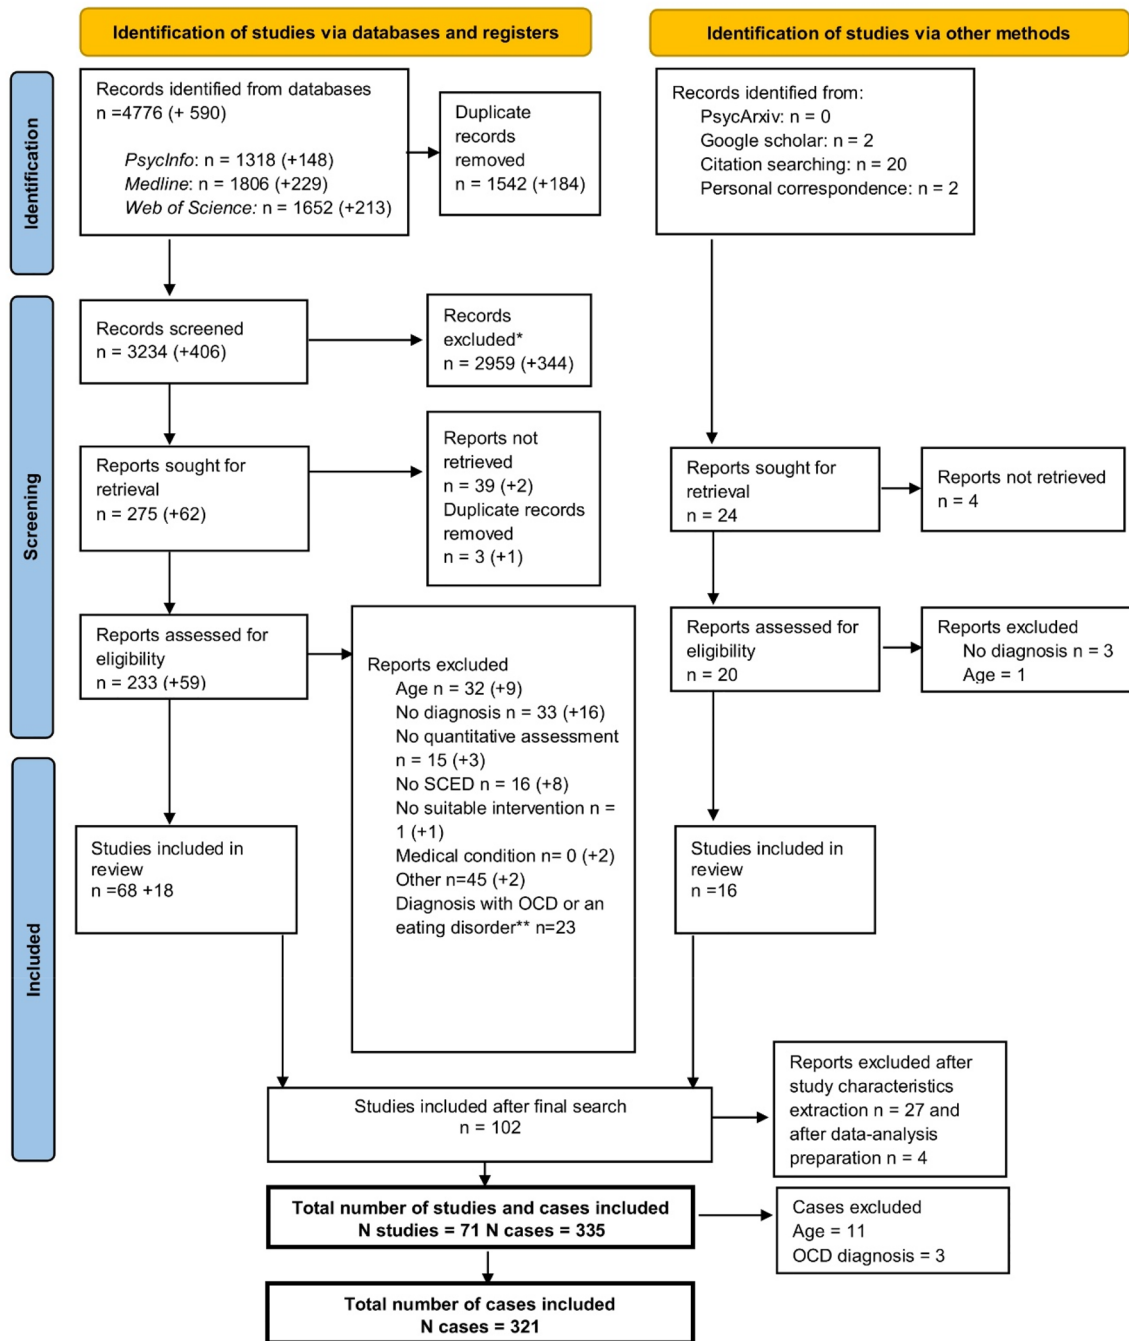 Identification of studies via databases and registers
Identification of studies via other methods
Identification
Records identified from databases
n =4776 (+ 590)
PsycInfo: n = 1318 (+148)
Medline: n = 1806 (+229)
Web of Science: n = 1652 (+213)
Duplicate
records
removed
n = 1542 (+184)
Records identified from:
PsycArxiv: n = 0
Google scholar: n = 2
Citation searching: n = 20
Personal correspondence: n = 2
Screening
Records screened
n = 3234 (+406)
Records
excluded*
n = 2959 (+344)
Reports sought for
retrieval
n = 275 (+62)
Reports not
retrieved
n = 39 (+2)
Duplicate records
removed
n = 3 (+1)
Reports sought for
retrieval
n = 24
Reports not retrieved
n = 4
Reports assessed for
eligibility
n = 233 (+59)
Reports excluded
Age n = 32 (+9)
No diagnosis n = 33 (+16)
No quantitative assessment
n = 15 (+3)
No SCED n = 16 (+8)
No suitable intervention n =
1 (+1)
Medical condition n= 0 (+2)
Other n=45 (+2)
Diagnosis with OCD or an
eating disorder** n=23
Reports assessed for
eligibility
n = 20
Reports excluded
No diagnosis n = 3
Age = 1
Included
Studies included in
review
n =68 +18
Studies included in
review
n =16
Studies included after final search
n = 102
Reports excluded after
study characteristics
extraction n = 27 and
after data-analysis
preparation n = 4
Total number of studies and cases included
N studies = 71 N cases = 335
Cases excluded
Age = 11
OCD diagnosis = 3
Total number of cases included
N cases = 321